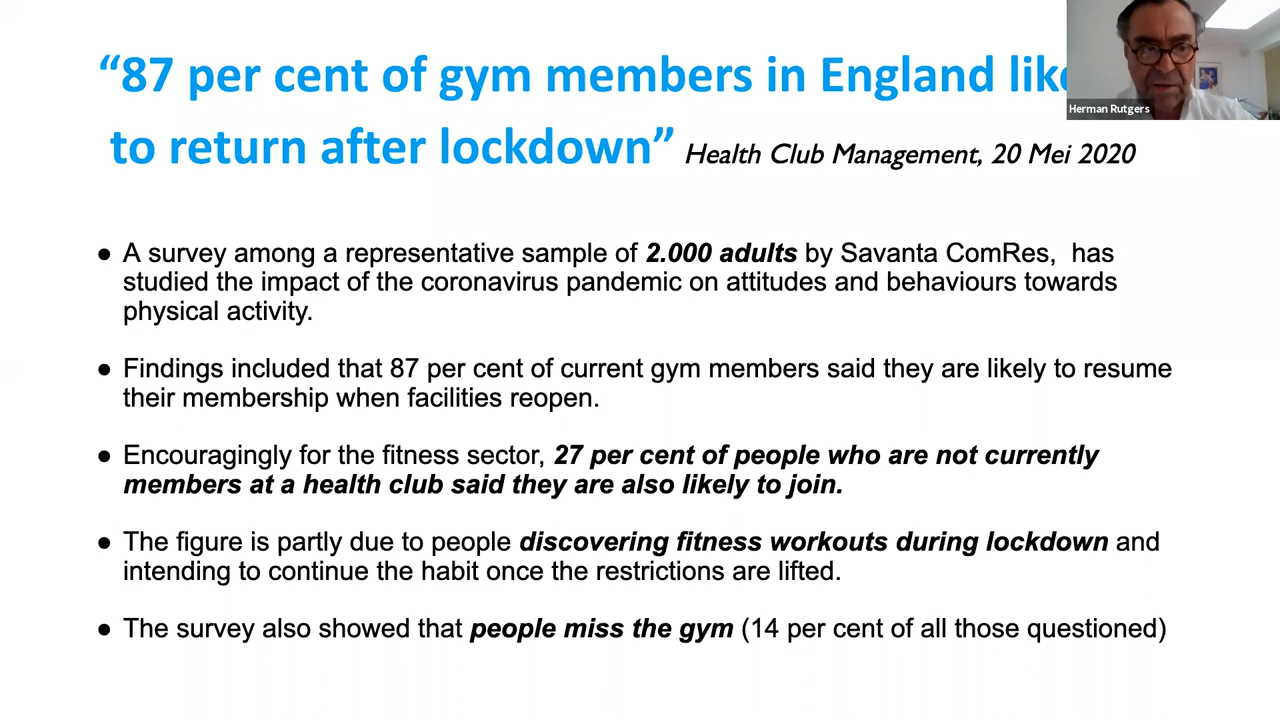 “87 per cent of gym members in England
to return after lockdown” Health Club Management, 20 Mei 2020
Herman Rutgers
● A survey among a representative sample of 2.000 adults by Savanta ComRes,  has
studied the impact of the coronavirus pandemic on attitudes and behaviours towards
physical activity.
● Findings included that 87 per cent of current gym members said they are likely to resume
their membership when facilities reopen.
● Encouragingly for the fitness sector, 27 per cent of people who are not currently
members at a health club said they are also likely to join.
● The figure is partly due to people discovering fitness workouts during lockdown and
intending to continue the habit once the restrictions are lifted.
● The survey also showed that people miss the gym (14 per cent of all those questioned)